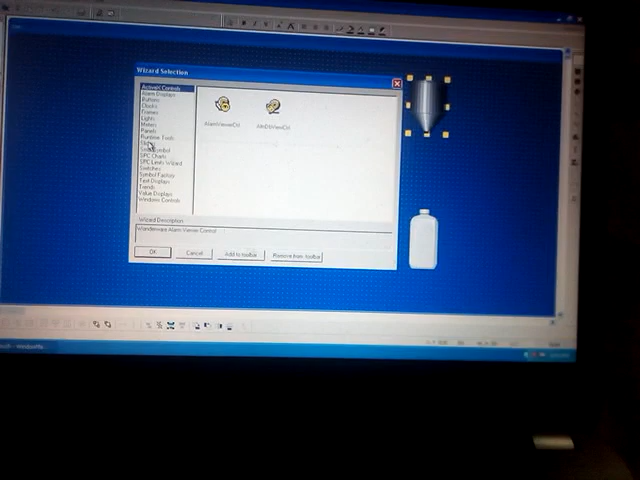 Wizard Selection
ActiveX Controls
Alarm Displays
Buttons
Clocks
Frames
Lights
Meters
Panels
Runtime Tools
SPC Charts
SPC Limits Wizard
Switches
Symbol Factory
Text Displays
Trends
Value Displays
Windows Controls
AlarmViewerCtrl
AlmDbViewCtrl
Wizard Description
Wonderware Alarm Viewer Control
OK
Cancel
Add to toolbar
Remove from toolbar